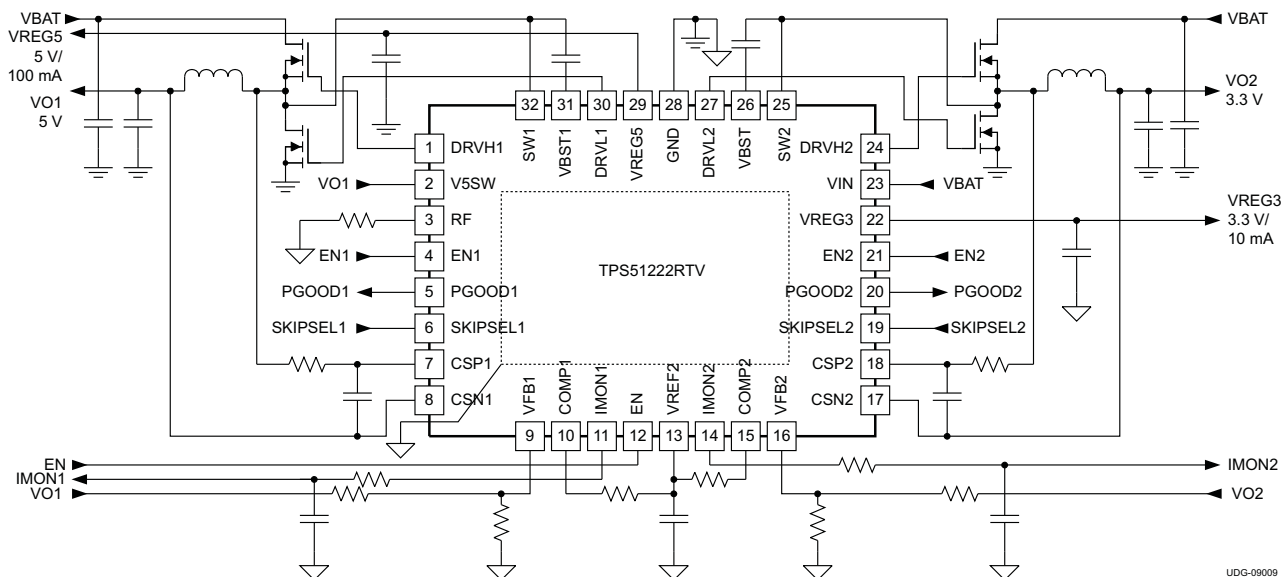 VBAT
VREG5
5 V/
100 mA
VO1
5 V
VBAT
VO2
3.3 V
32
31
30
29
28
27
26
25
SW1
VBST1
DRVL1
VREG5
GND
DRVL2
VBST
SW2
1 DRVH1
DRVH2 24
VO1 2 V5SW
VIN 23 VBAT
3 RF
VREG3 22
VREG3
3.3 V/
10 mA
EN1 4 EN1
EN2 21 EN2
TPS51222RTV
PGOOD1 5 PGOOD1
PGOOD2 20 PGOOD2
SKIPSEL1 6 SKIPSEL1
SKIPSEL2 19 SKIPSEL2
7 CSP1
CSP2 18
8 CSN1
CSN2 17
VFB1
COMP1
IMON1
EN
VREF2
IMON2
COMP2
VFB2
9
10
11
12
13
14
15
16
EN
IMON1
VO1
IMON2
VO2
UDG-09009